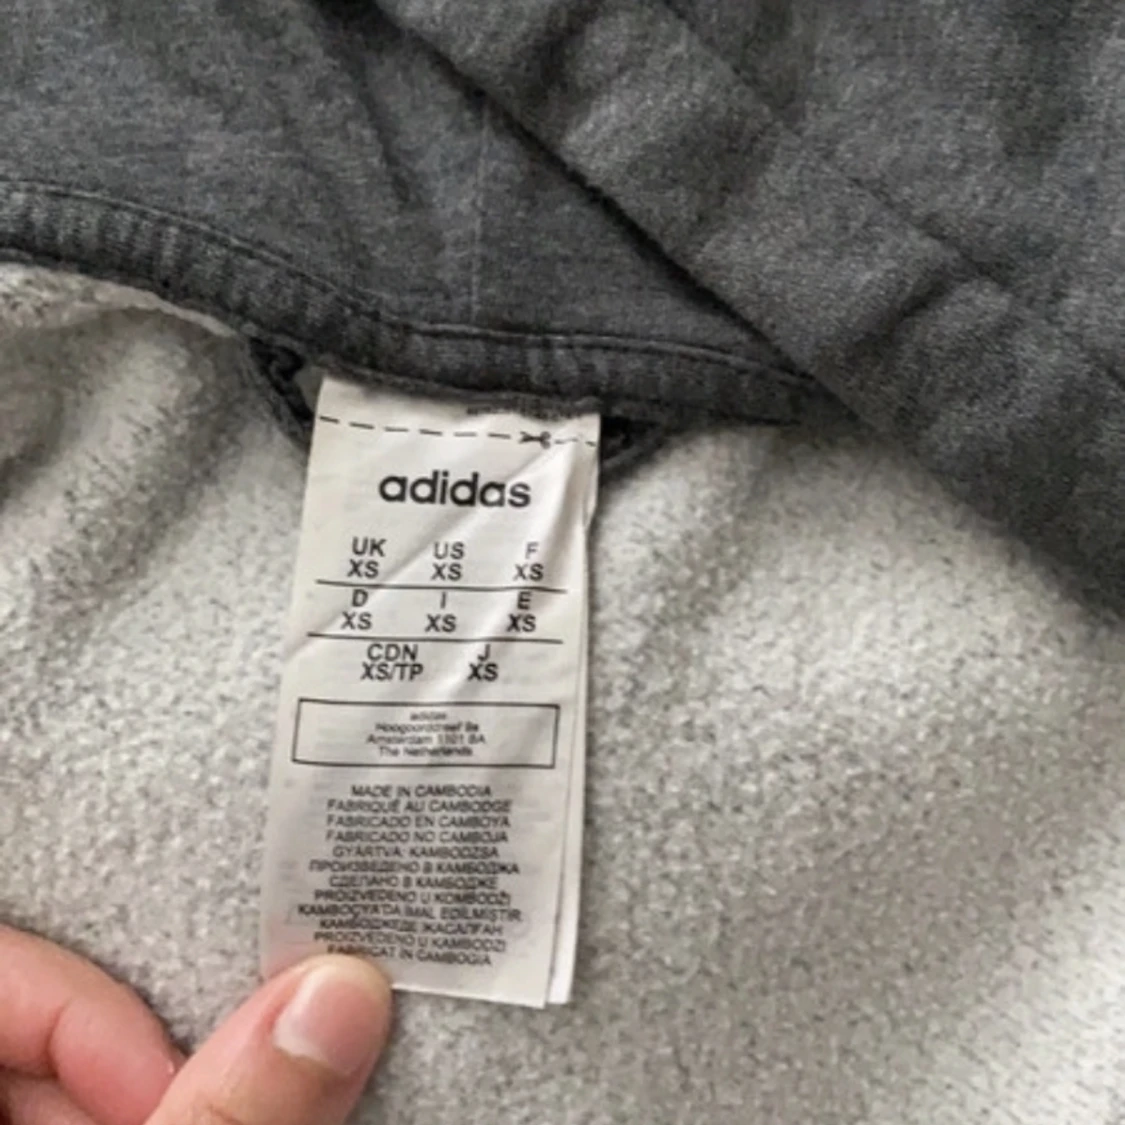 adidas
UK US F
XS XS XS
D I E
XS XS XS
CDN J
XS/TP XS
adidas
Hoogoorddreef 9a
Amsterdam 1101 BA
The Netherlands
MADE IN CAMBODIA
FABRIQUÉ AU CAMBODGE
FABRICADO EN CAMBOYA
FABRICADO NO CAMBOJA
GYÁRTVA: KAMBODZSA
ПРОИЗВЕДЕНО В КАМБОДЖА
СДЕЛАНО В КАМБОДЖЕ
PROIZVEDENO U KOMBODŽI
KAMBOÇYA'DA İMAL EDİLMİŞTİR
КАМБОДЖЕДЕ ЖАСАЛҒАН
PROIZVEDENO U KAMBODŽI
FABRICAT IN CAMBOGIA